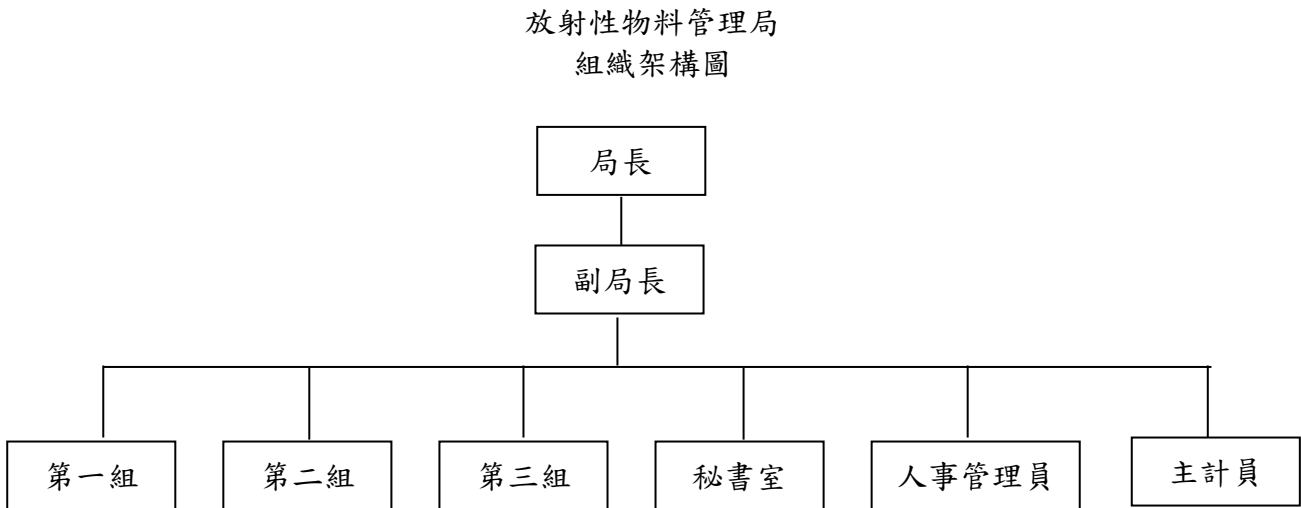 放射性物料管理局
組織架構圖
局長
副局長
第一組
第二組
第三組
秘書室
人事管理員
主計員